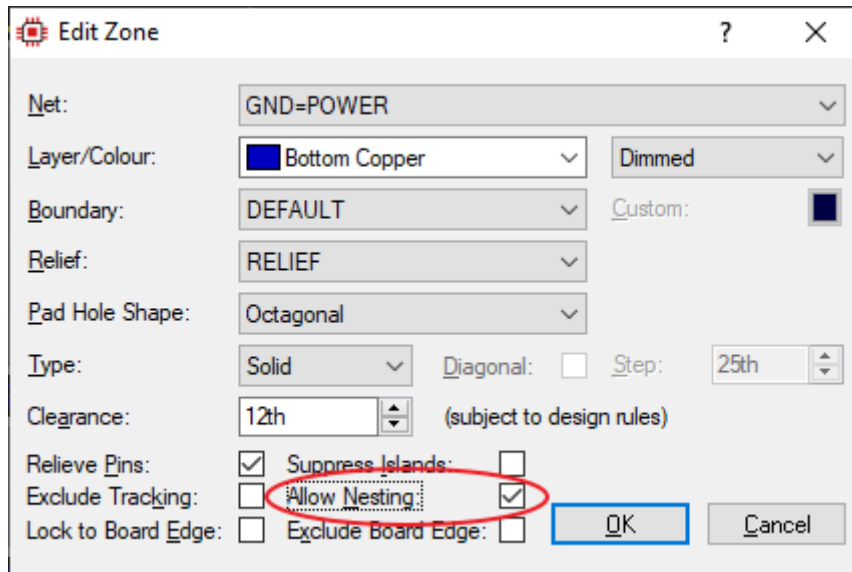 Edit Zone ?
Net: GND=POWER
Layer/Colour: Bottom Copper Dimmed
Boundary: DEFAULT Custom:
Relief: RELIEF
Pad Hole Shape: Octagonal
Type: Solid Diagonal: Step: 25th
Clearance: 12th (subject to design rules)
Relieve Pins: Suppress Islands:
Exclude Tracking: Allow Nesting:
Lock to Board Edge: Exclude Board Edge: OK Cancel